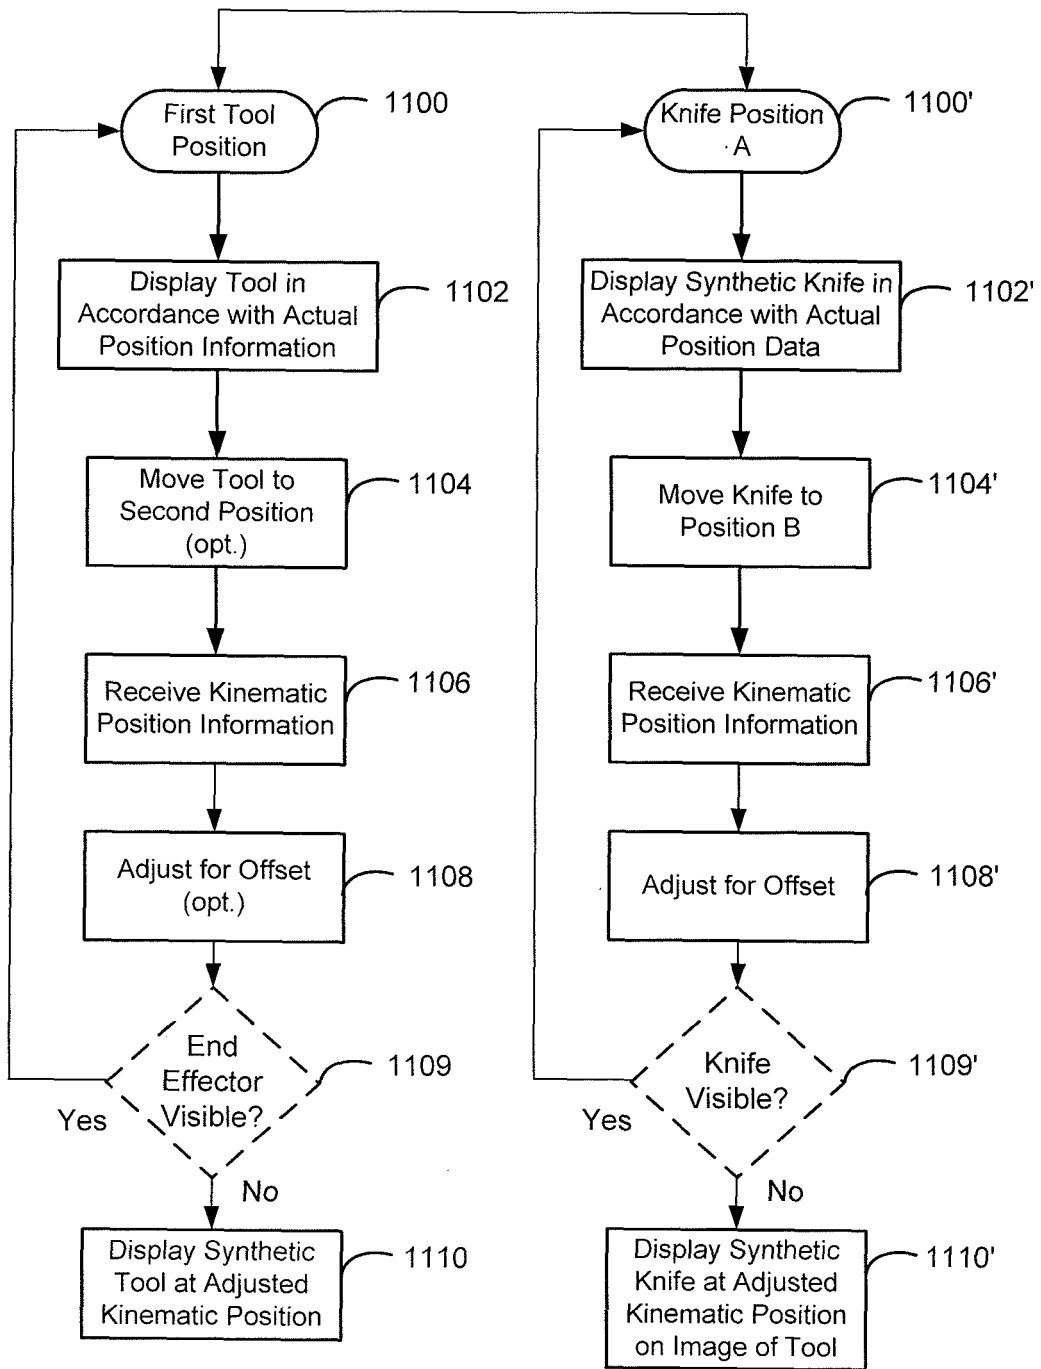 First Tool
Position
1100
Display Tool in
Accordance with Actual
Position Information
1102
Move Tool to
Second Position
(opt.)
1104
Receive Kinematic
Position Information
1106
Adjust for Offset
(opt.)
1108
End
Effector
Visible?
1109
Yes
No
Display Synthetic
Tool at Adjusted
Kinematic Position
1110
Knife Position
A
1100'
Display Synthetic Knife in
Accordance with Actual
Position Data
1102'
Move Knife to
Position B
1104'
Receive Kinematic
Position Information
1106'
Adjust for Offset
1108'
Knife
Visible?
1109'
Yes
No
Display Synthetic
Knife at Adjusted
Kinematic Position
on Image of Tool
1110'